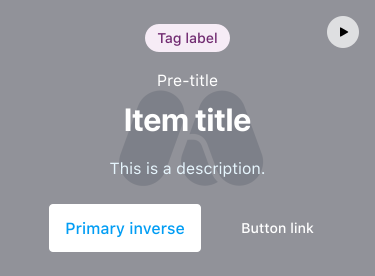 Tag label
Pre-title
Item title
This is a description.
Primary inverse
Button link